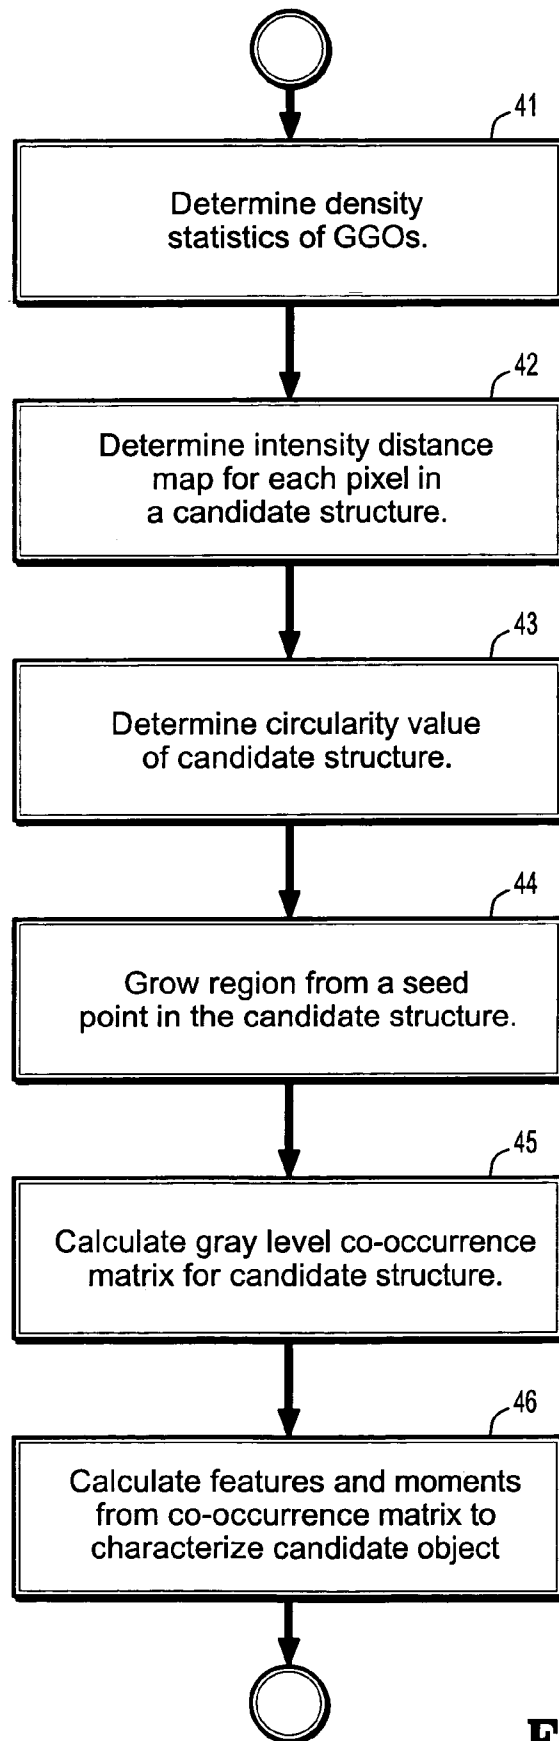 41
Determine density
statistics of GGOs.
42
Determine intensity distance
map for each pixel in
a candidate structure.
43
Determine circularity value
of candidate structure.
44
Grow region from a seed
point in the candidate structure.
45
Calculate gray level co-occurrence
matrix for candidate structure.
46
Calculate features and moments
from co-occurrence matrix to
characterize candidate object